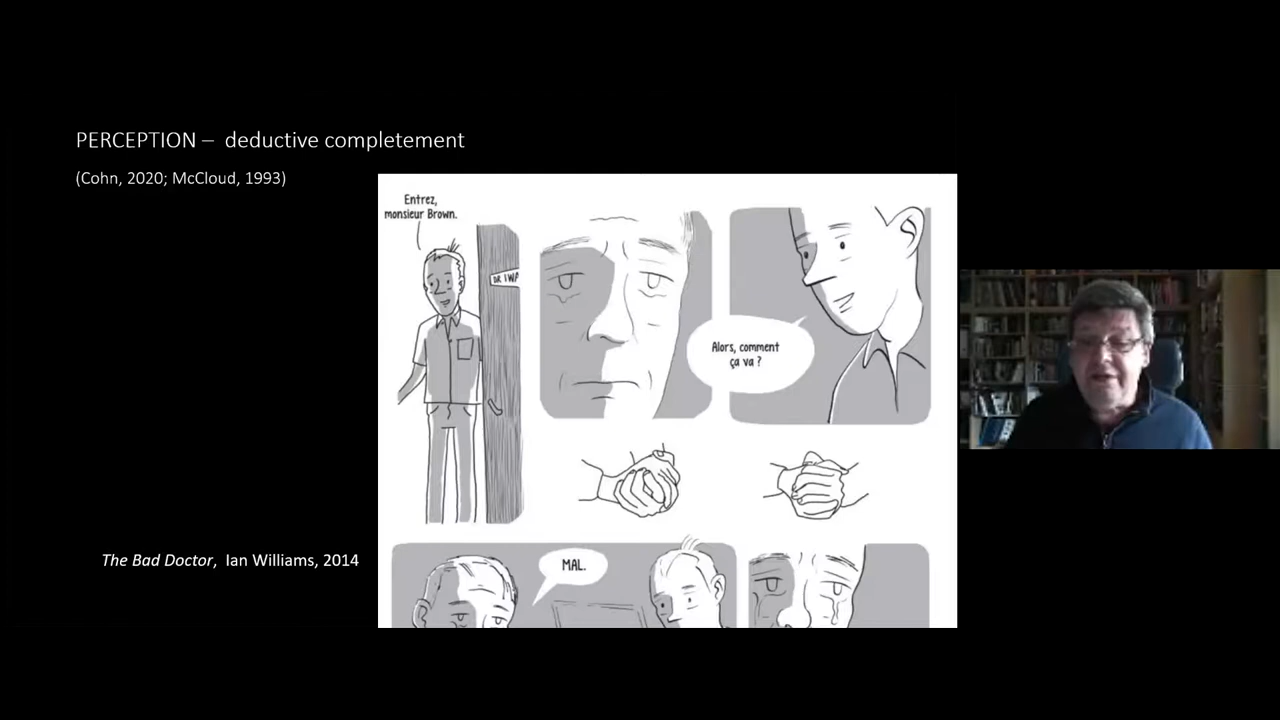 PERCEPTION – deductive completement
(Cohn, 2020; McCloud, 1993)
Entrez,
monsieur Brown.
DR IWA
Alors, comment
ça va ?
MAL.
The Bad Doctor, Ian Williams, 2014